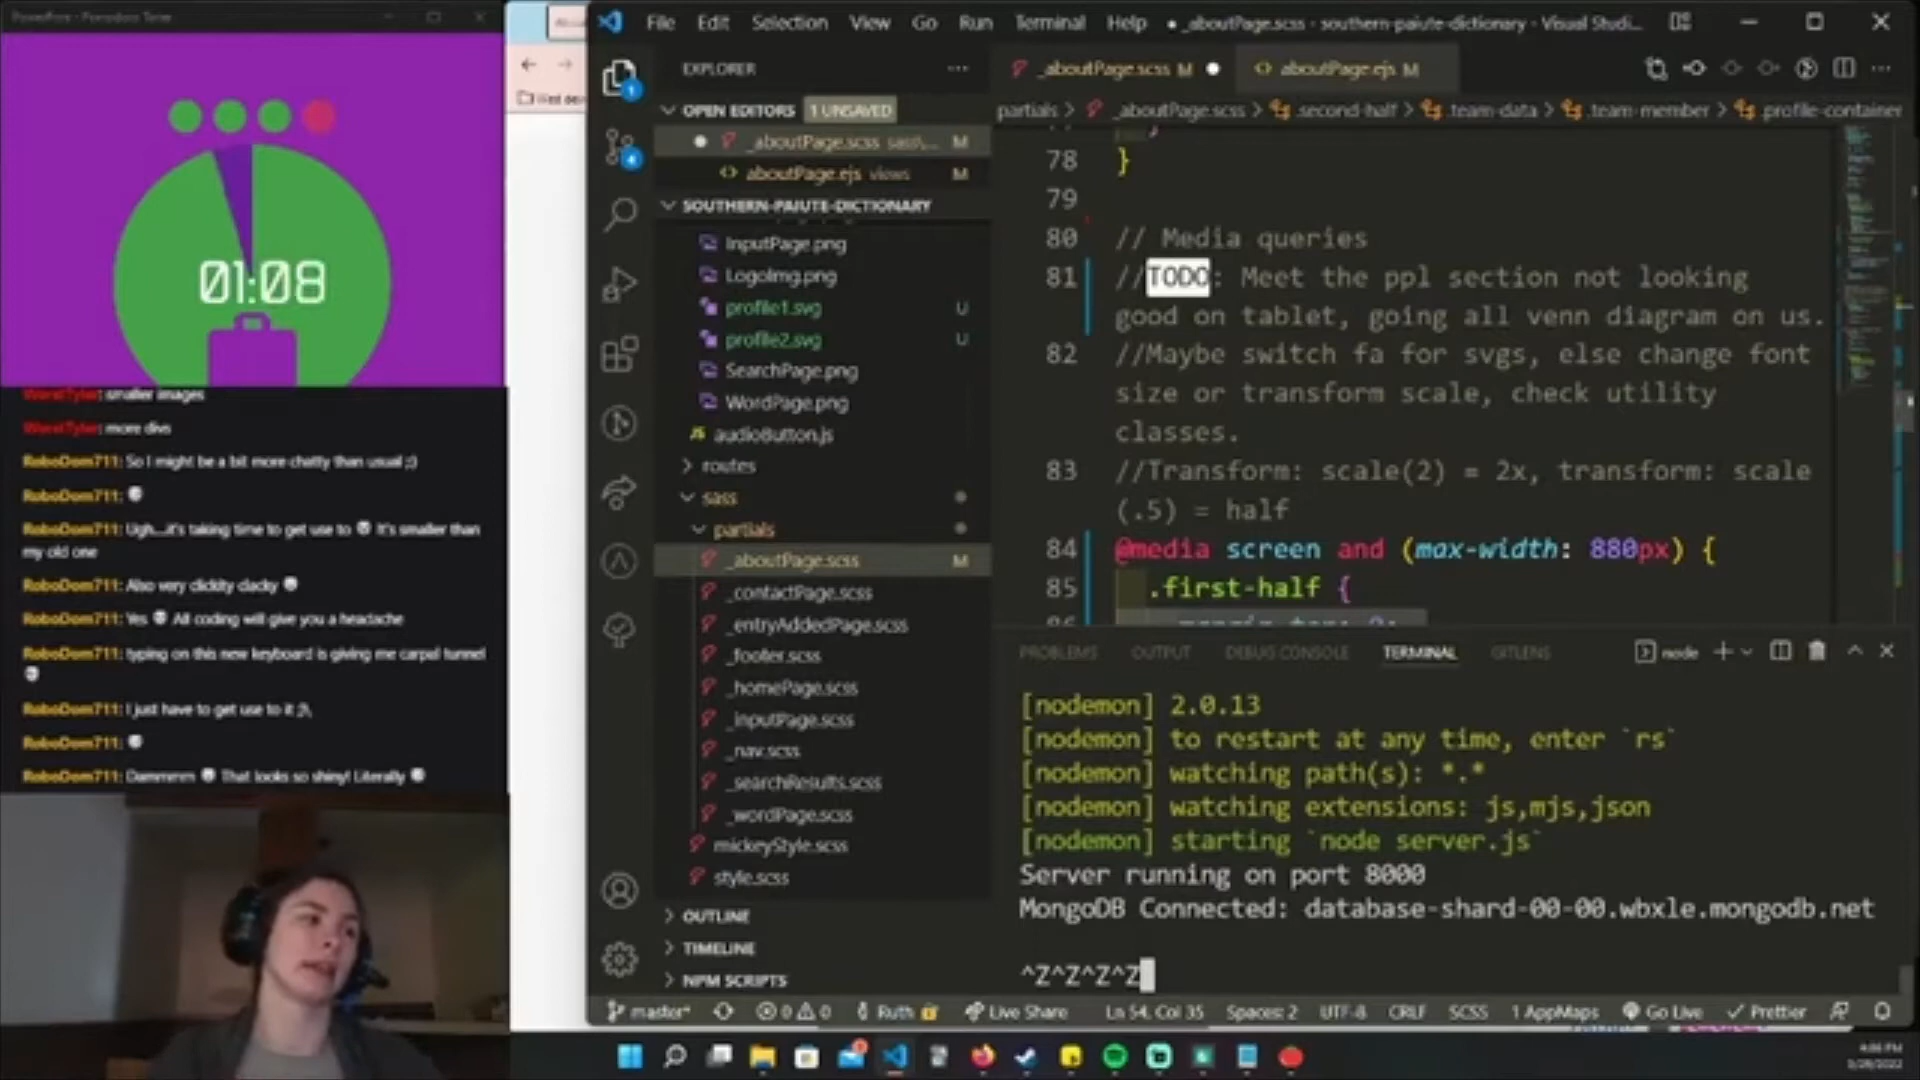 01:08
WorstTyler: smaller images
WorstTyler: more divs
RoboDom711: So I might be a bit more chatty than usual ;)
RoboDom711:
RoboDom711: Ugh....it's taking time to get use to It's smaller than
my old one
RoboDom711: Also very clickity clacky
RoboDom711: Yes All coding will give you a headache
RoboDom711: typing on this new keyboard is giving me carpal tunnel
RoboDom711: I just have to get use to it
RoboDom711:
RoboDom711: That looks so shiny! Literally
File Edit Selection View Go Run Terminal Help
_aboutPage.scss - southern-paiute-dictionary - Visual Studi...
EXPLORER
OPEN EDITORS 1 UNSAVED
_aboutPage.scss sass\... M
aboutPage.ejs views M
SOUTHERN-PAIUTE-DICTIONARY
InputPage.png
LogoImg.png
profile1.svg U
profile2.svg U
SearchPage.png
WordPage.png
audioButton.js
routes
sass
partials
_aboutPage.scss M
_contactPage.scss
_entryAddedPage.scss
_footer.scss
_homePage.scss
_inputPage.scss
_nav.scss
_searchResults.scss
_wordPage.scss
mickeyStyle.scss
style.scss
OUTLINE
TIMELINE
NPM SCRIPTS
_aboutPage.scss M
aboutPage.ejs M
partials > _aboutPage.scss > .second-half > .team-data > .team-member > .profile-container
78 }
79
80 // Media queries
81 //TODO: Meet the ppl section not looking
good on tablet, going all venn diagram on us.
82 //Maybe switch fa for svgs, else change font
size or transform scale, check utility
classes.
83 //Transform: scale(2) = 2x, transform: scale
(.5) = half
84 @media screen and (max-width: 880px) {
85 .first-half {
PROBLEMS OUTPUT DEBUG CONSOLE TERMINAL GITLENS
node
[nodemon] 2.0.13
[nodemon] to restart at any time, enter `rs`
[nodemon] watching path(s): *.*
[nodemon] watching extensions: js,mjs,json
[nodemon] starting `node server.js`
Server running on port 8000
MongoDB Connected: database-shard-00-00.wbxle.mongodb.net
^Z^Z^Z^Z
master* 0 0 Ruth Live Share Ln 54, Col 35 Spaces: 2 UTF-8 CRLF SCSS 1 AppMaps Go Live Prettier